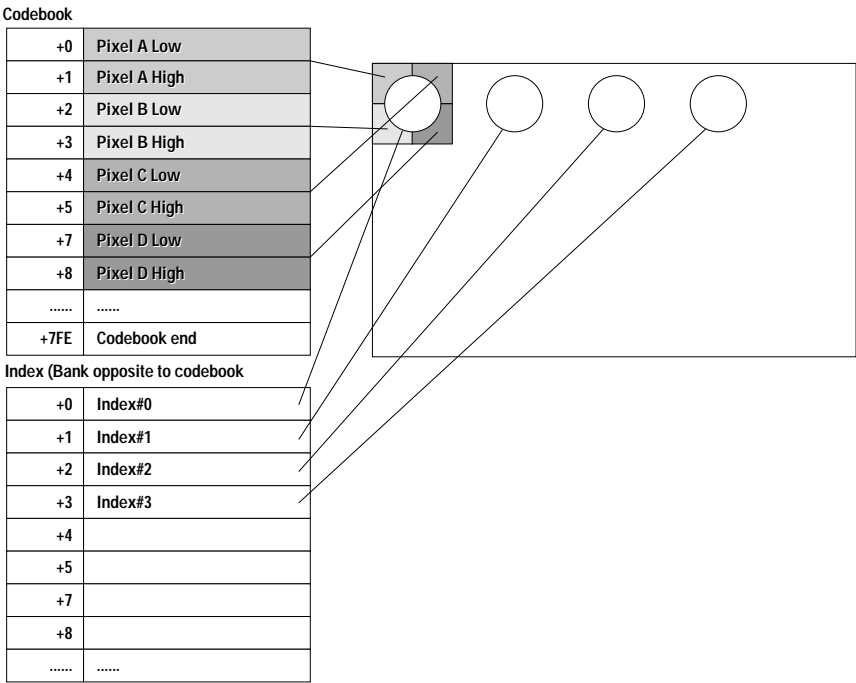 Codebook
+0 Pixel A Low
+1 Pixel A High
+2 Pixel B Low
+3 Pixel B High
+4 Pixel C Low
+5 Pixel C High
+7 Pixel D Low
+8 Pixel D High
...... ......
+7FE Codebook end
Index (Bank opposite to codebook
+0 Index#0
+1 Index#1
+2 Index#2
+3 Index#3
+4
+5
+7
+8
...... ......